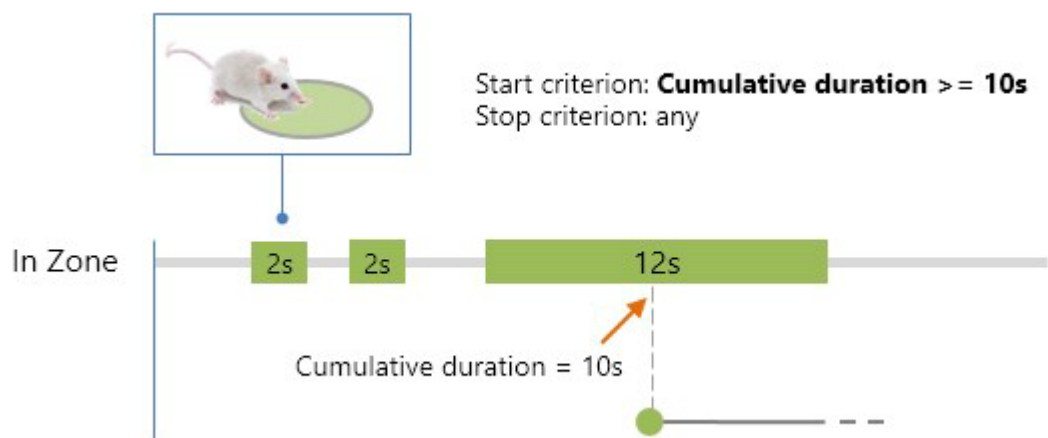 Start criterion: Cumulative duration >= 10s
Stop criterion: any
In Zone
2s
2s
12s
Cumulative duration = 10s